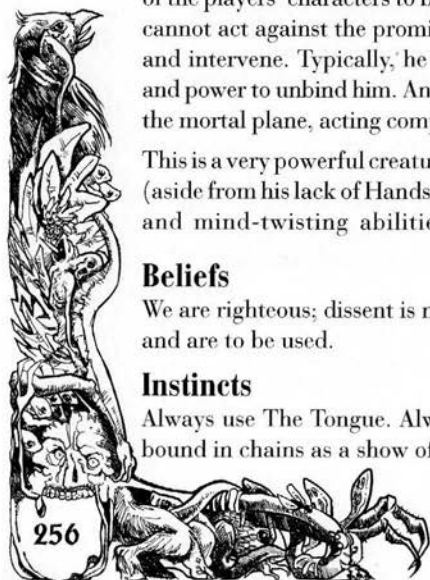 of the players' characters to b
cannot act against the promi
and intervene. Typically, he
and power to unbind him. An
the mortal plane, acting comp
This is a very powerful creatu
(aside from his lack of Hands
and mind-twisting abilitie
Beliefs
We are righteous; dissent is n
and are to be used.
Instincts
Always use The Tongue. Alw
bound in chains as a show of
256